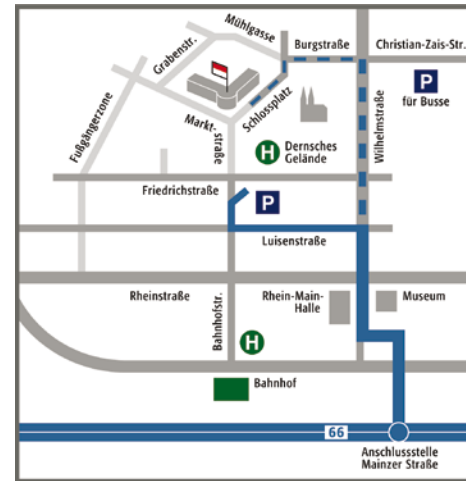 Mühlgasse
Grabenstr.
Burgstraße
Christian-Zais-Str.
P
für Busse
Fußgängerzone
Markt-
straße
Schlossplatz
Wilhelmstraße
H
Dernsches
Gelände
Friedrichstraße
P
Luisenstraße
Rheinstraße
Bahnhofstr.
Rhein-Main-
Halle
Museum
H
Bahnhof
66
Anschlussstelle
Mainzer Straße